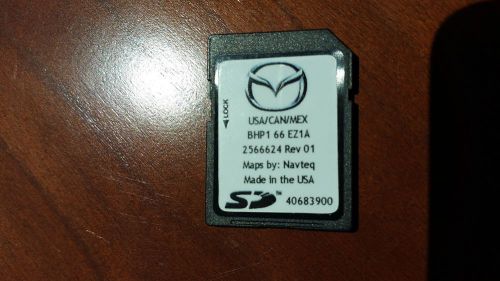 LOCK
USA/CAN/MEX
BHP1 66 EZ1A
2566624 Rev 01
Maps by: Navteq
Made in the USA
SD ™ 40683900